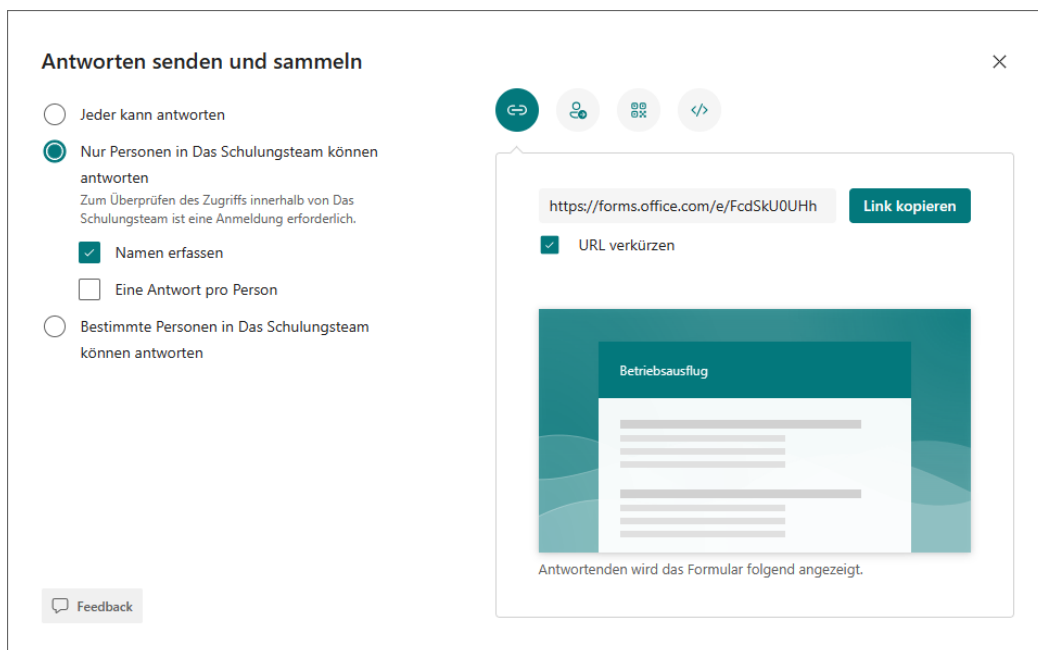 Antworten senden und sammeln
Jeder kann antworten
Nur Personen in Das Schulungsteam können
antworten
Zum Überprüfen des Zugriffs innerhalb von Das
Schulungsteam ist eine Anmeldung erforderlich.
Namen erfassen
Eine Antwort pro Person
Bestimmte Personen in Das Schulungsteam
können antworten
Feedback
https://forms.office.com/e/FcdSkU0UHh
Link kopieren
URL verkürzen
Betriebsausflug
Antwortenden wird das Formular folgend angezeigt.